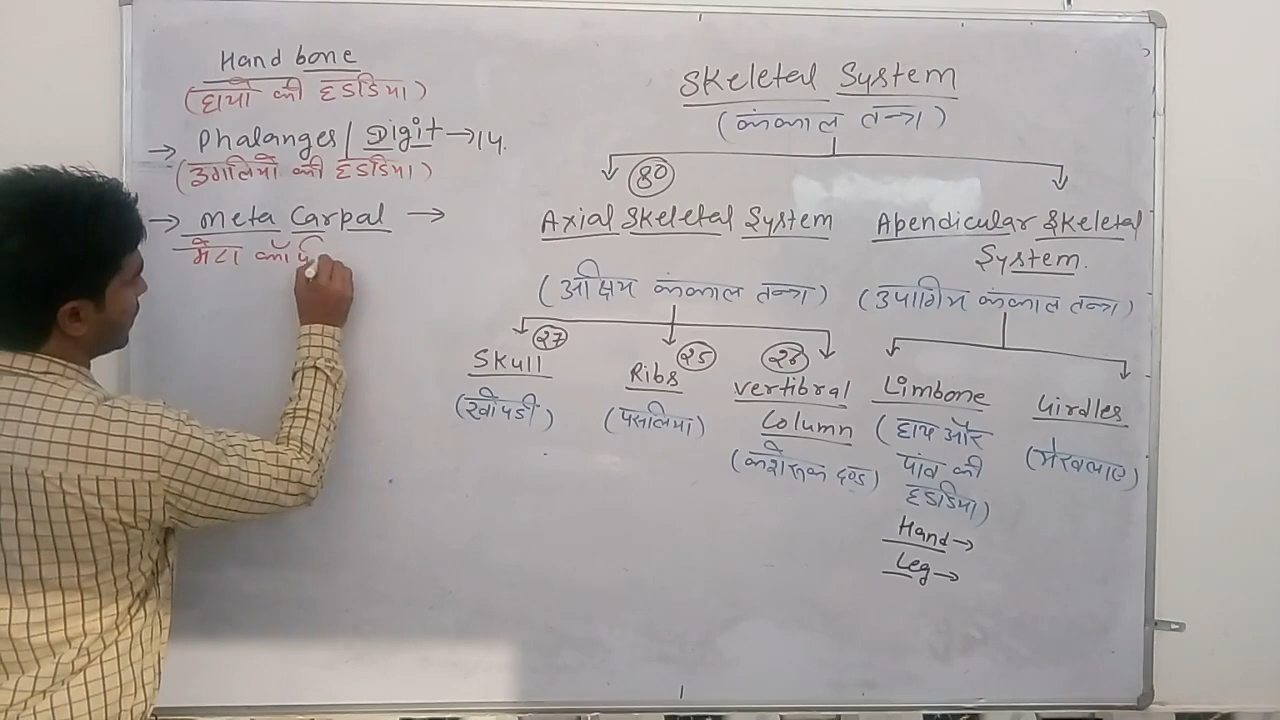 Hand bone
(हाथो की हडडिया)
→ Phalanges/Digit → 14.
(उगलियो की हडडिया)
→ Meta Carpal →
मेटा कॉर्प
Skeletal System
(कंकाल तन्त्र)
80
Axial Skeletal System
(अक्षिय कंकाल तन्त्र)
Apendicular Skeletal
System.
(उपागिय कंकाल तन्त्र)
27
Skull
(खोपडी)
25
Ribs
(पसलिया)
28
Vertibral
Column
(कशेरूक दण्ड)
Limbone
(हाथ और
पांव की
हडडिया)
Hand →
Leg →
Girdles
(मेखलाए)